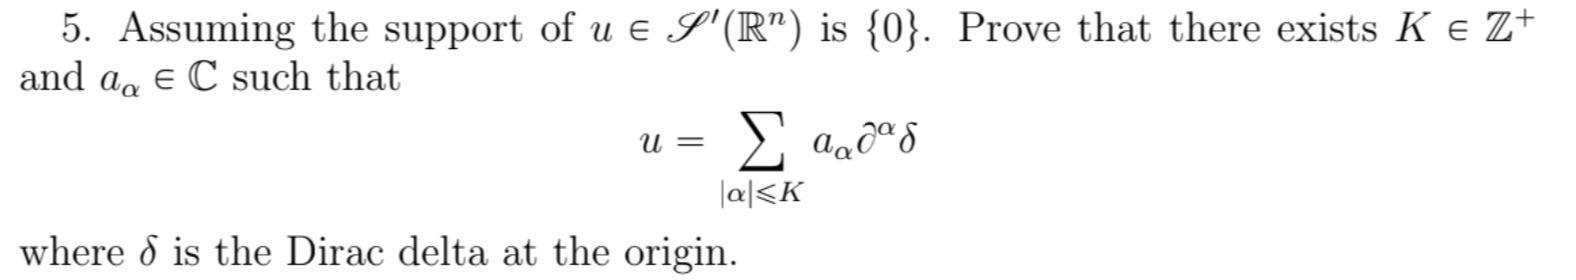 5. Assuming the support of u ∈ 𝒮′(ℝⁿ) is {0}. Prove that there exists K ∈ ℤ⁺
and a_α ∈ ℂ such that
u = ∑_{|α|⩽K} a_α ∂^α δ
where δ is the Dirac delta at the origin.